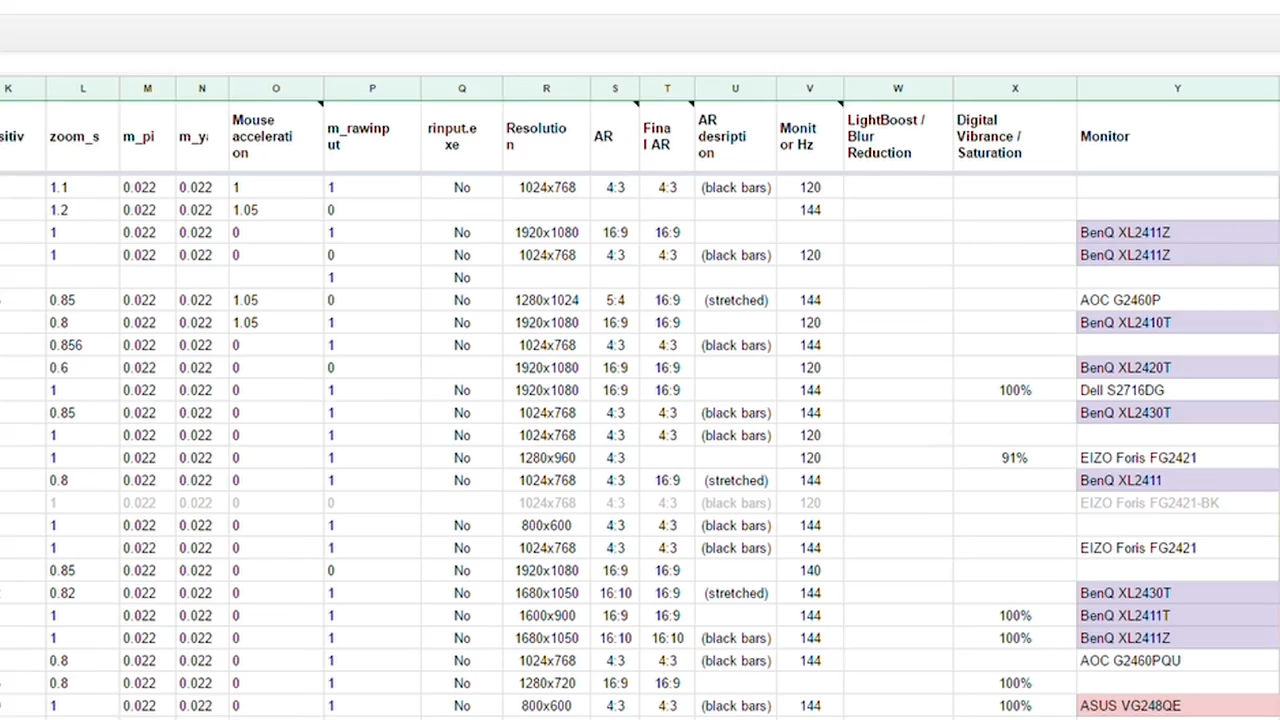 K L M N O P Q R S T U V W X Y
sitiv zoom_s m_pi m_y Mouse accelerati on m_rawinp ut rinput.e xe Resolutio n AR Fina l AR AR desripti on Monit or Hz LightBoost / Blur Reduction Digital Vibrance / Saturation Monitor
1.1 0.022 0.022 1 1 No 1024x768 4:3 4:3 (black bars) 120
1.2 0.022 0.022 1.05 0 144
1 0.022 0.022 0 1 No 1920x1080 16:9 16:9 BenQ XL2411Z
1 0.022 0.022 0 0 No 1024x768 4:3 4:3 (black bars) 120 BenQ XL2411Z
1 No
0.85 0.022 0.022 1.05 0 No 1280x1024 5:4 16:9 (stretched) 144 AOC G2460P
0.8 0.022 0.022 1.05 1 No 1920x1080 16:9 16:9 120 BenQ XL2410T
0.856 0.022 0.022 0 1 No 1024x768 4:3 4:3 (black bars) 144
0.6 0.022 0.022 0 0 1920x1080 16:9 16:9 120 BenQ XL2420T
1 0.022 0.022 0 1 No 1920x1080 16:9 16:9 144 100% Dell S2716DG
0.85 0.022 0.022 0 1 No 1024x768 4:3 4:3 (black bars) 144 BenQ XL2430T
1 0.022 0.022 0 1 No 1024x768 4:3 4:3 (black bars) 120
1 0.022 0.022 0 1 No 1280x960 4:3 120 91% EIZO Foris FG2421
0.8 0.022 0.022 0 1 No 1024x768 4:3 16:9 (stretched) 144 BenQ XL2411
1 0.022 0.022 0 0 1024x768 4:3 4:3 (black bars) 120 EIZO Foris FG2421-BK
1 0.022 0.022 0 1 No 800x600 4:3 4:3 (black bars) 144
1 0.022 0.022 0 1 No 1024x768 4:3 4:3 (black bars) 144 EIZO Foris FG2421
0.85 0.022 0.022 0 0 No 1920x1080 16:9 16:9 140
0.82 0.022 0.022 0 1 No 1680x1050 16:10 16:9 (stretched) 144 BenQ XL2430T
1 0.022 0.022 0 1 No 1600x900 16:9 16:9 144 100% BenQ XL2411T
1 0.022 0.022 0 1 No 1680x1050 16:10 16:10 (black bars) 144 100% BenQ XL2411Z
0.8 0.022 0.022 0 1 No 1024x768 4:3 4:3 (black bars) 144 AOC G2460PQU
0.8 0.022 0.022 0 1 No 1280x720 16:9 16:9 100%
1 0.022 0.022 0 1 No 800x600 4:3 4:3 (black bars) 144 100% ASUS VG248QE